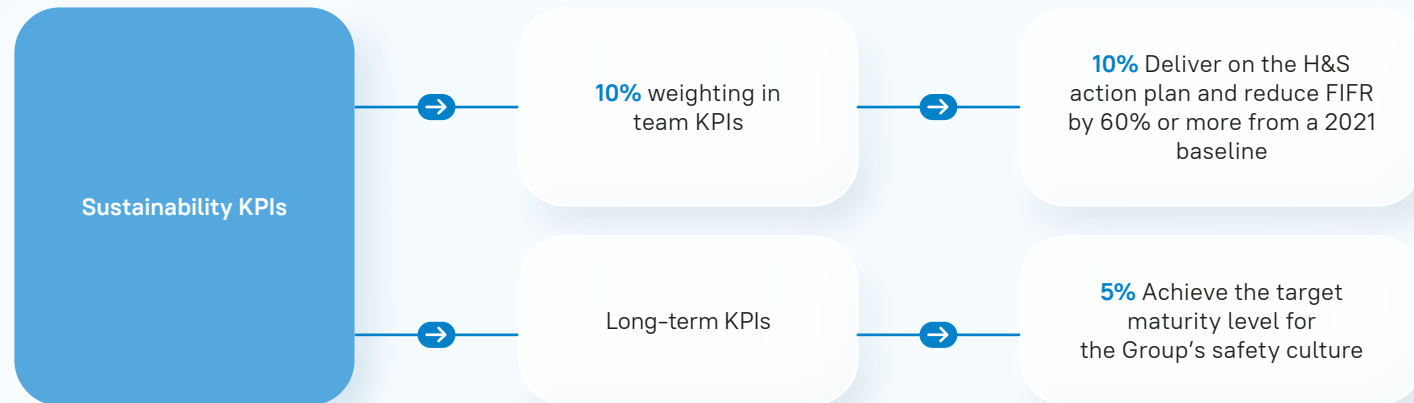 Sustainability KPIs
10% weighting in
team KPIs
10% Deliver on the H&S
action plan and reduce FIFR
by 60% or more from a 2021
baseline
Long-term KPIs
5% Achieve the target
maturity level for
the Group's safety culture